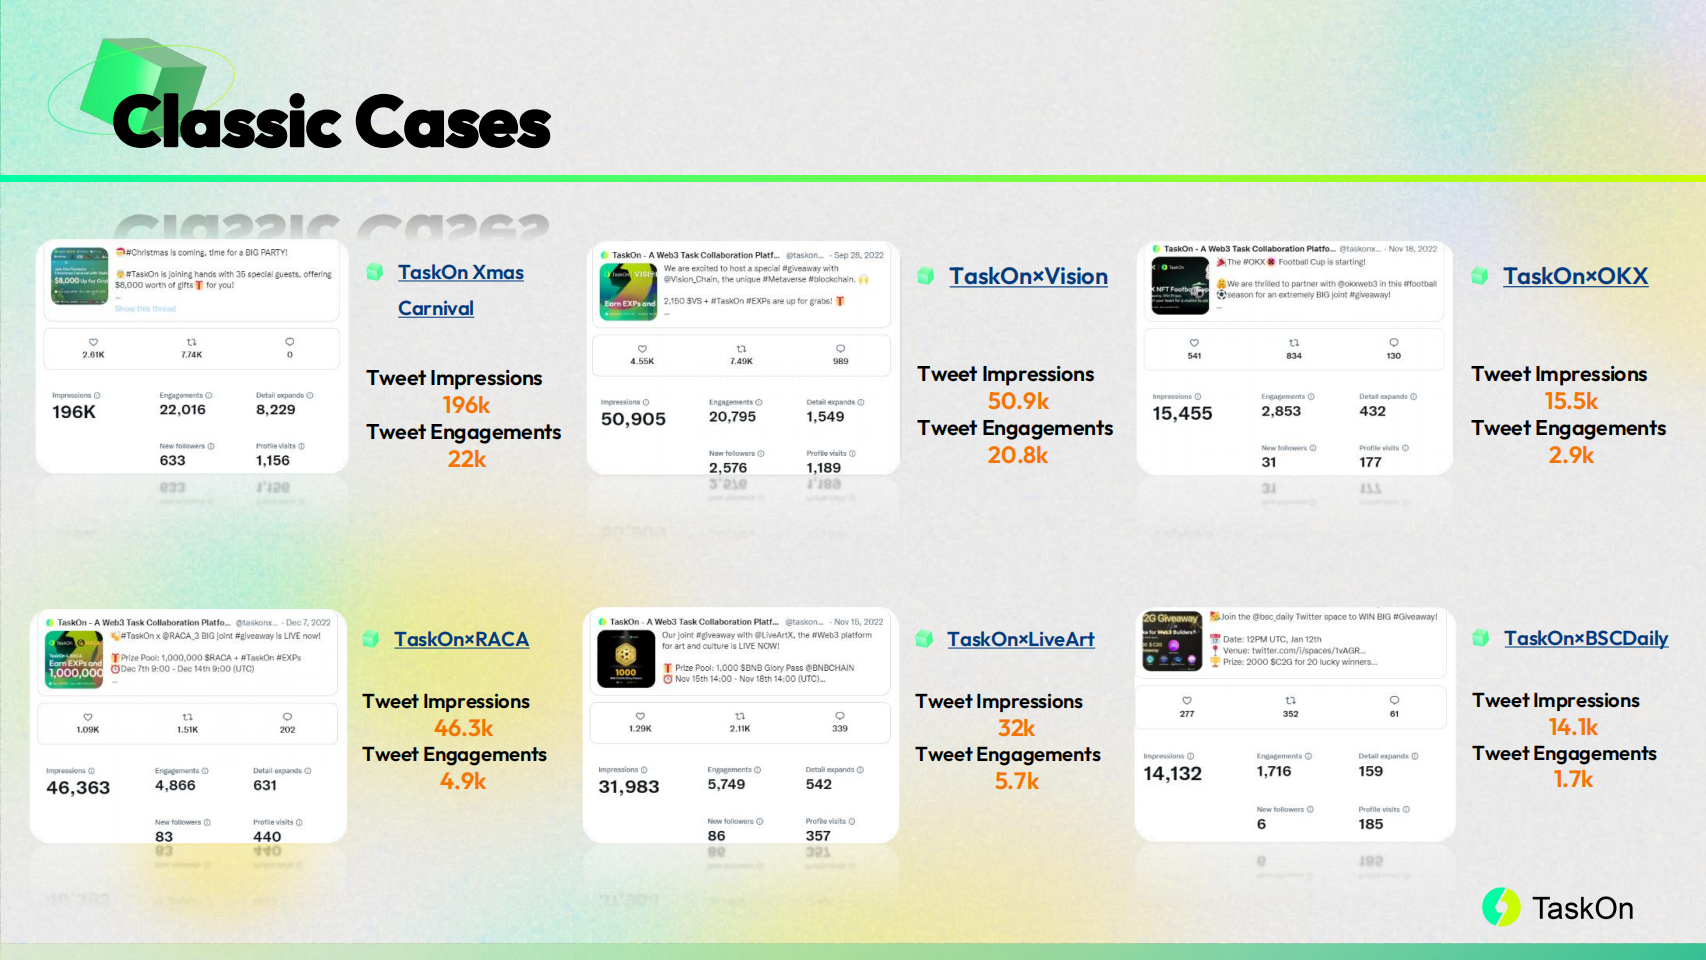 Classic Cases
🎅#Christmas is coming, time for a BIG PARTY!
#TaskOn is joining hands with 35 special guests, offering
$8,000 worth of gifts🎁 for you!
...
Show this thread
2.61K 7.74K 0
Impressions Engagements Detail expands
196K 22,016 8,229
New followers Profile visits
633 1,156
TaskOn Xmas
Carnival
Tweet Impressions
196k
Tweet Engagements
22k
TaskOn - A Web3 Task Collaboration Platf... @taskon... · Sep 28, 2022
We are excited to host a special #giveaway with
@Vision_Chain, the unique #Metaverse #blockchain. 🙌
2,150 $VS + #TaskOn #EXPs are up for grabs! 🎁
...
Earn EXPs and
4.55K 7.49K 989
Impressions Engagements Detail expands
50,905 20,795 1,549
New followers Profile visits
2,576 1,189
TaskOn×Vision
Tweet Impressions
50.9k
Tweet Engagements
20.8k
TaskOn - A Web3 Task Collaboration Platfo... @taskonx... · Nov 18, 2022
🎉The #OKX Football Cup is starting!
🤗We are thrilled to partner with @okxweb3 in this #football
⚽season for an extremely BIG joint #giveaway!
...
541 834 130
Impressions Engagements Detail expands
15,455 2,853 432
New followers Profile visits
31 177
TaskOn×OKX
Tweet Impressions
15.5k
Tweet Engagements
2.9k
TaskOn - A Web3 Task Collaboration Platfo... @taskon... · Dec 7, 2022
#TaskOn x @RACA_3 BIG joint #giveaway is LIVE now!
🎁Prize Pool: 1,000,000 $RACA + #TaskOn #EXPs
⏰Dec 7th 9:00 - Dec 14th 9:00 (UTC)
...
Earn EXPs and
1,000,000
1.09K 1.51K 202
Impressions Engagements Detail expands
46,363 4,866 631
New followers Profile visits
83 440
TaskOn×RACA
Tweet Impressions
46.3k
Tweet Engagements
4.9k
TaskOn - A Web3 Task Collaboration Platf... @taskon... · Nov 15, 2022
Our joint #giveaway with @LiveArtX, the #Web3 platform
for art and culture is LIVE NOW!
🎁 Prize Pool: 1,000 $BNB Glory Pass @BNBCHAIN
⏰ Nov 15th 14:00 - Nov 18th 14:00 (UTC)...
1000
1.29K 2.11K 339
Impressions Engagements Detail expands
31,983 5,749 542
New followers Profile visits
86 357
TaskOn×LiveArt
Tweet Impressions
32k
Tweet Engagements
5.7k
🎉Join the @bsc_daily Twitter space to WIN BIG #Giveaway!
📅 Date: 12PM UTC, Jan 12th
📍 Venue: twitter.com/i/spaces/1vAGR...
🏆 Prize: 2000 $C2G for 20 lucky winners...
2G Giveaway
277 352 61
Impressions Engagements Detail expands
14,132 1,716 159
New followers Profile visits
6 185
TaskOn×BSCDaily
Tweet Impressions
14.1k
Tweet Engagements
1.7k
TaskOn